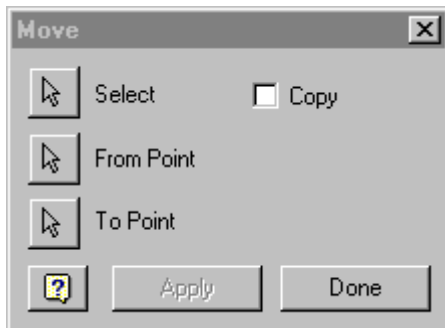 Move
Select Copy
From Point
To Point
? Apply Done